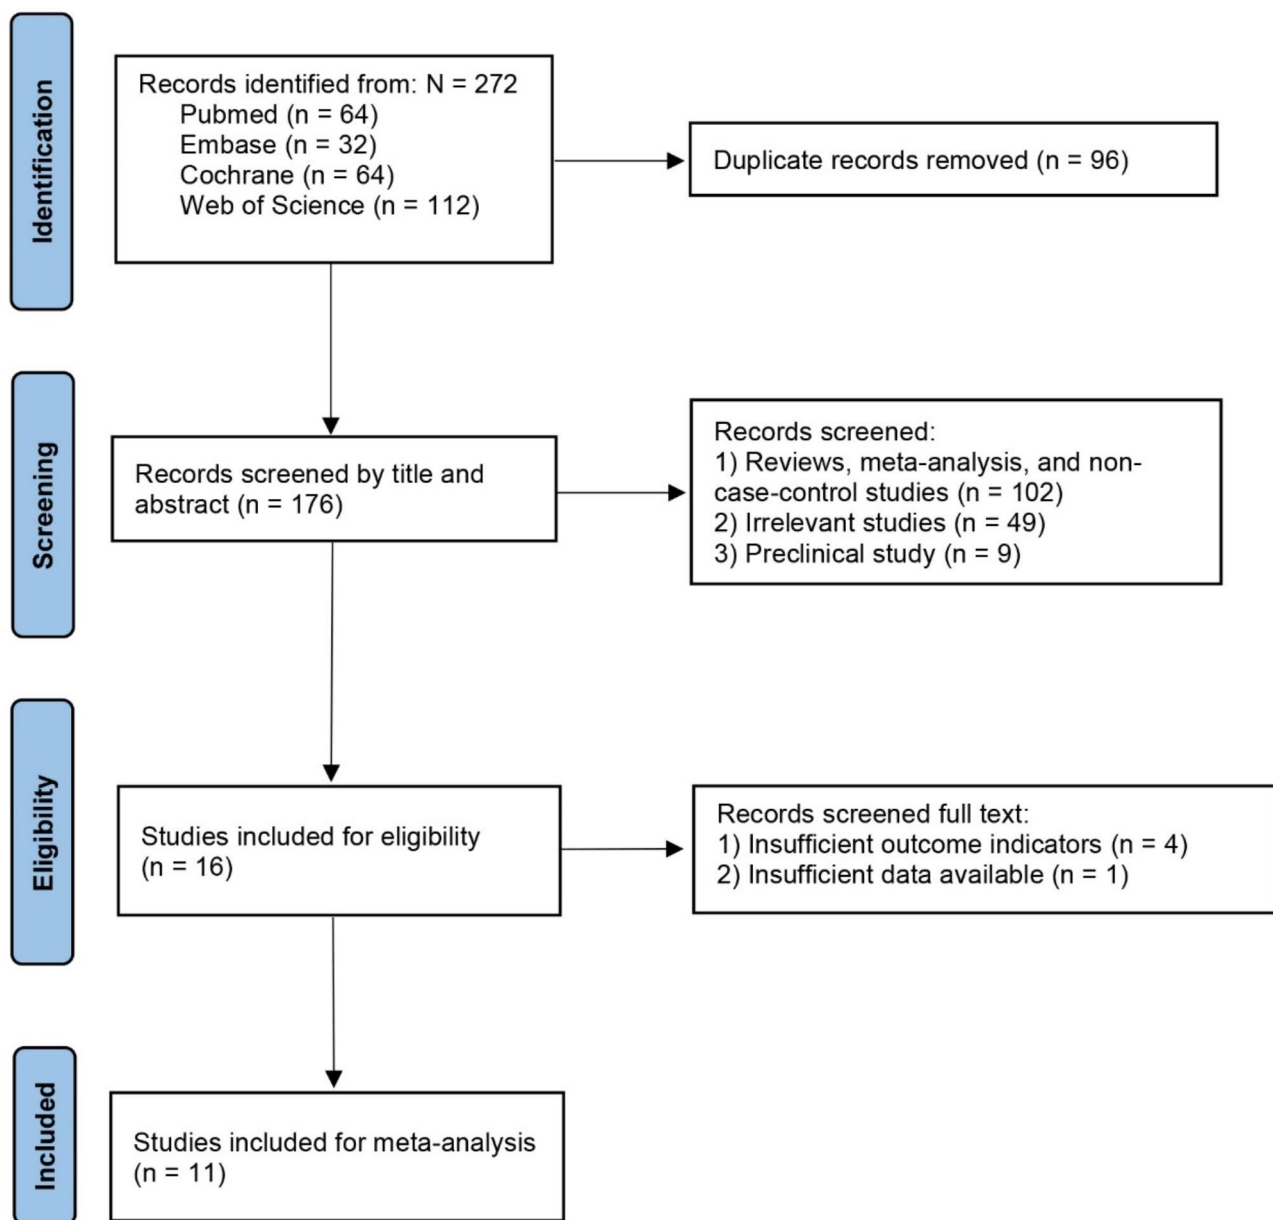 Identification
Records identified from: N = 272
Pubmed (n = 64)
Embase (n = 32)
Cochrane (n = 64)
Web of Science (n = 112)
Duplicate records removed (n = 96)
Screening
Records screened by title and
abstract (n = 176)
Records screened:
1) Reviews, meta-analysis, and non-
case-control studies (n = 102)
2) Irrelevant studies (n = 49)
3) Preclinical study (n = 9)
Eligibility
Studies included for eligibility
(n = 16)
Records screened full text:
1) Insufficient outcome indicators (n = 4)
2) Insufficient data available (n = 1)
Included
Studies included for meta-analysis
(n = 11)